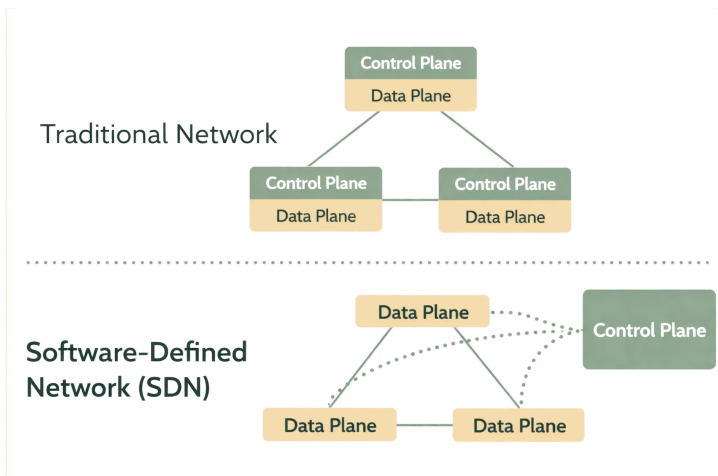 Control Plane
Data Plane
Traditional Network
Control Plane
Control Plane
Data Plane
Data Plane
Data Plane
Control Plane
Software-Defined
Network (SDN)
Data Plane
Data Plane